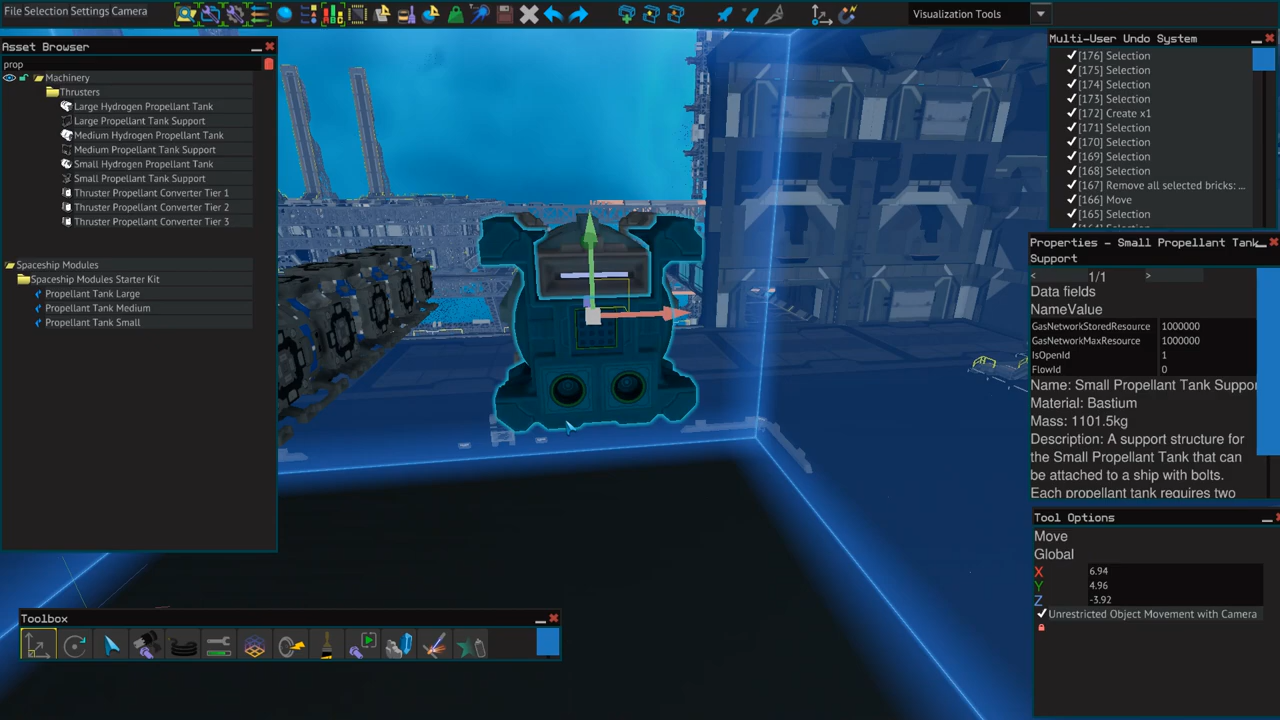 File Selection Settings Camera
Visualization Tools
Asset Browser
prop
Machinery
Thrusters
Large Hydrogen Propellant Tank
Large Propellant Tank Support
Medium Hydrogen Propellant Tank
Medium Propellant Tank Support
Small Hydrogen Propellant Tank
Small Propellant Tank Support
Thruster Propellant Converter Tier 1
Thruster Propellant Converter Tier 2
Thruster Propellant Converter Tier 3
Spaceship Modules
Spaceship Modules Starter Kit
Propellant Tank Large
Propellant Tank Medium
Propellant Tank Small
Multi-User Undo System
[176] Selection
[175] Selection
[174] Selection
[173] Selection
[172] Create x1
[171] Selection
[170] Selection
[169] Selection
[168] Selection
[167] Remove all selected bricks: ...
[166] Move
[165] Selection
Properties - Small Propellant Tank
Support
< 1/1 >
Data fields
NameValue
GasNetworkStoredResource 1000000
GasNetworkMaxResource 1000000
IsOpenId 1
FlowId 0
Name: Small Propellant Tank Suppor
Material: Bastium
Mass: 1101.5kg
Description: A support structure for
the Small Propellant Tank that can
be attached to a ship with bolts.
Each propellant tank requires two
Tool Options
Move
Global
X 6.94
Y 4.96
Z -3.92
Unrestricted Object Movement with Camera
Toolbox